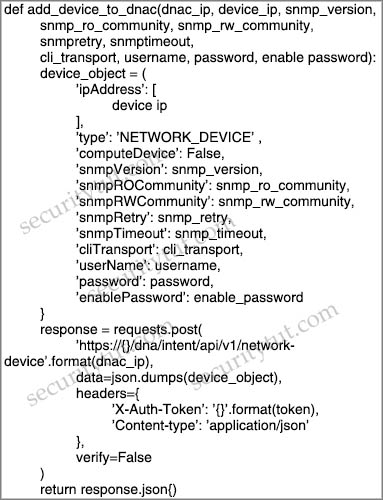 def add_device_to_dnac(dnac_ip, device_ip, snmp_version,
snmp_ro_community, snmp_rw_community,
snmpretry, snmptimeout,
cli_transport, username, password, enable password):
device_object = (
'ipAddress': [
device ip
],
'type': 'NETWORK_DEVICE' ,
'computeDevice': False,
'snmpVersion': snmp_version,
'snmpROCommunity': snmp_ro_community,
'snmpRWCommunity': snmp_rw_community,
'snmpRetry': snmp_retry,
'snmpTimeout': snmp_timeout,
'cliTransport': cli_transport,
'userName': username,
'password': password,
'enablePassword': enable_password
}
response = requests.post(
'https://{}/dna/intent/api/v1/network-
device'.format(dnac_ip),
data=json.dumps(device_object),
headers={
'X-Auth-Token': '{}'.format(token),
'Content-type': 'application/json'
},
verify=False
)
return response.json{)
securitytut.com
securitytut.com
securitytut.com